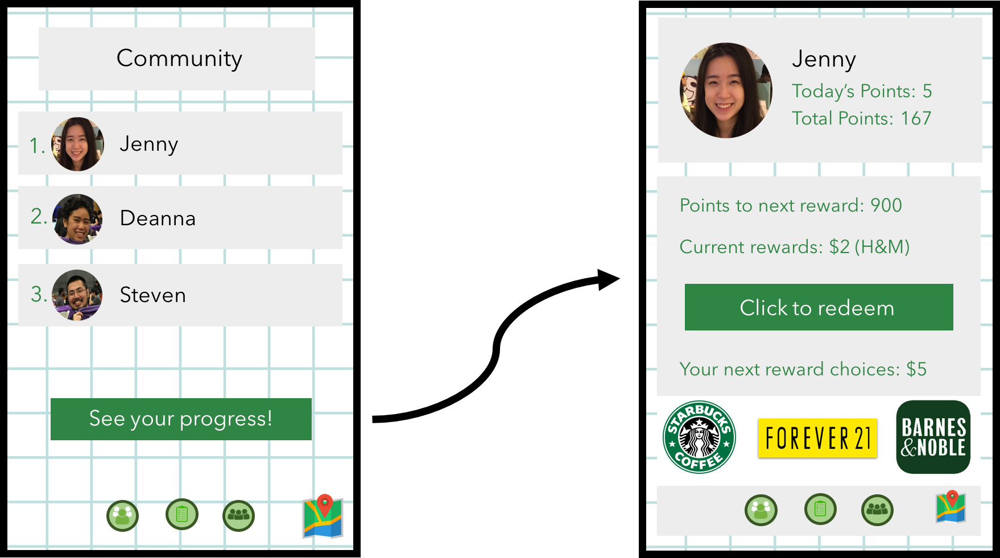 Community
1. Jenny
2. Deanna
3. Steven
See your progress!
Jenny
Today’s Points: 5
Total Points: 167
Points to next reward: 900
Current rewards: $2 (H&M)
Click to redeem
Your next reward choices: $5
STARBUCKS
COFFEE
FOREVER 21
BARNES
&NOBLE